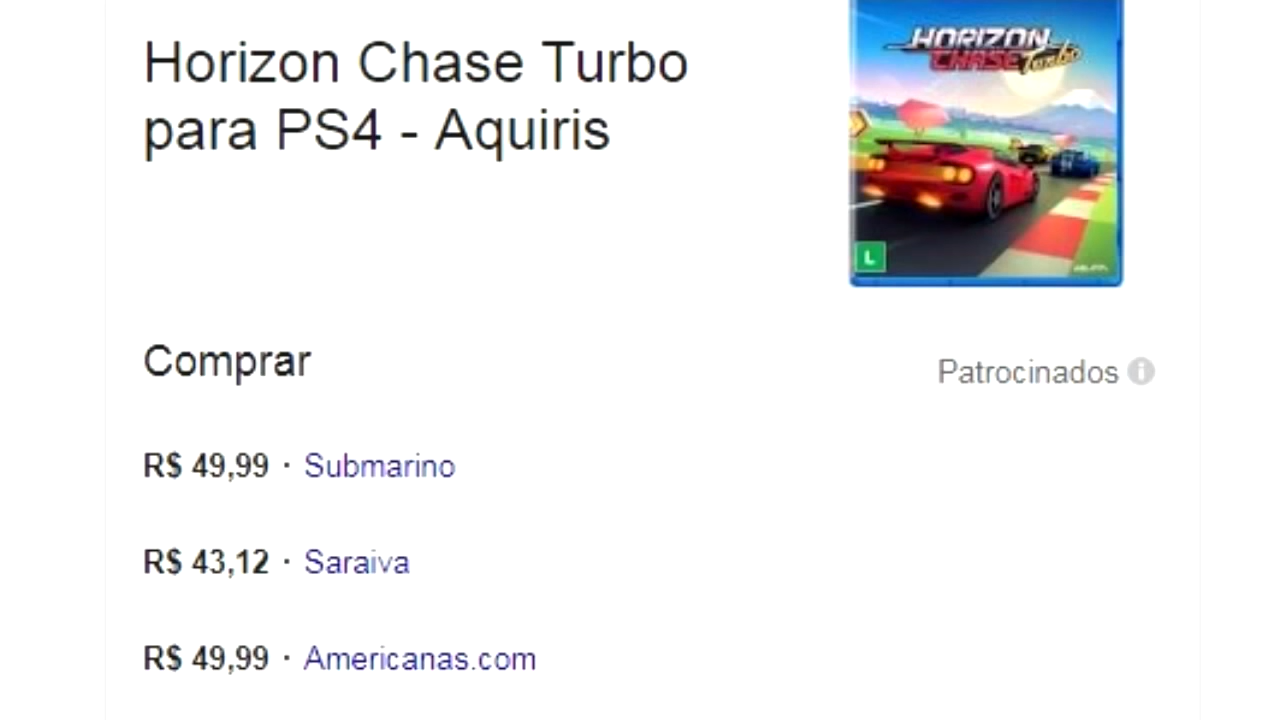 Horizon Chase Turbo
para PS4 - Aquiris
HORIZON
CHASE Turbo
L
Comprar
Patrocinados
R$ 49,99 · Submarino
R$ 43,12 · Saraiva
R$ 49,99 · Americanas.com